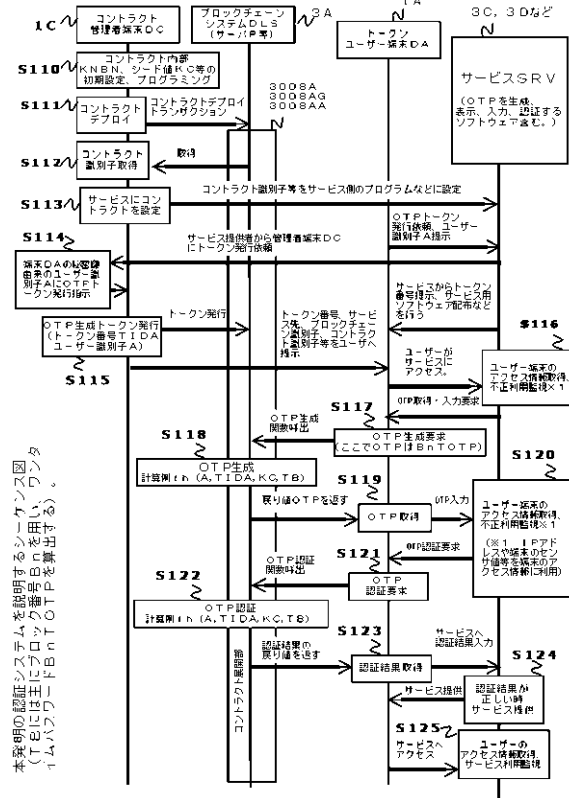 1C
コントラクト
管理者端末DC
ブロックチェーン
システムDLS
(サーバP等)
3A
1A
トークン
ユーザー端末DA
3C, 3Dなど
サービスSRV
(OTPを生成、
表示、入力、認証する
ソフトウェア含む。)
S110
コントラクト内部
KNBN、シード値KC等の
初期設定、プログラミング
S111
コントラクト
デプロイ
コントラクトデプロイ
トランザクション
3008A
3008AG
3008AA
S112
コントラクト
識別子取得
取得
S113
サービスにコント
ラクトを設定
コントラクト識別子等をサービス側のプログラムなどに設定
OTPトークン
発行依頼、ユーザー
識別子A提示
S114
サービス提供者から管理者端末DC
にトークン発行依頼
端末DAの秘密鍵
由来のユーザー識
別子AにOTPト
ークン発行指示
サービスからトークン
番号提示、サービス用
ソフトウェア配布など
を行う
OTP生成トークン発行
(トークン番号TIDA
ユーザー識別子A)
トークン発行
トークン番号、サービ
ス先、ブロックチェーン
識別子、コントラ
クト識別子等をユーザへ
提示
S115
S116
ユーザーが
サービスに
アクセス。
ユーザー端末の
アクセス情報取得、
不正利用監視※1
OTP取得・入力要求
S117
OTP生成
関数呼出
OTP生成要求
(ここでOTPはBnTOTP)
S118
OTP生成
計算例fh(A,TIDA,KC,TB)
S119
S120
戻り値OTPを返す
OTP取得
OTP入力
ユーザー端末の
アクセス情報取得、
不正利用監視※1
(※1 IPアド
レスや端末のセン
サ値等を端末のア
クセス情報に利用)
OTP認証要求
S121
OTP認証
関数呼出
OTP
認証要求
S122
OTP認証
計算例fh(A,TIDA,KC,TB)
認証結果の
戻り値を返す
S123
認証結果取得
サービスへ
認証結果入力
S124
サービス提供
認証結果が
正しい時
サービス提供
S125
サービスへ
アクセス
ユーザーの
アクセス情報取得、
サービス利用監視
コントラクト展開部
本発明の認証システムを説明するシーケンス図
(TBには主にブロック番号Bnを用い、ワンタ
イムパスワードBnTOTPを算出する)。